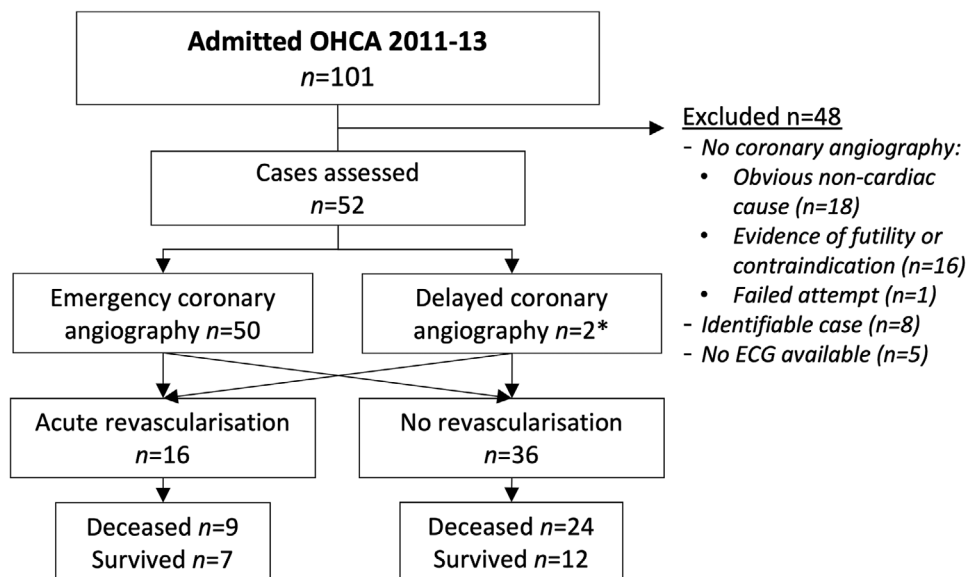 Admitted OHCA 2011-13
n=101
Excluded n=48
- No coronary angiography:
• Obvious non-cardiac
cause (n=18)
• Evidence of futility or
contraindication (n=16)
• Failed attempt (n=1)
- Identifiable case (n=8)
- No ECG available (n=5)
Cases assessed
n=52
Emergency coronary
angiography n=50
Delayed coronary
angiography n=2*
Acute revascularisation
n=16
No revascularisation
n=36
Deceased n=9
Survived n=7
Deceased n=24
Survived n=12